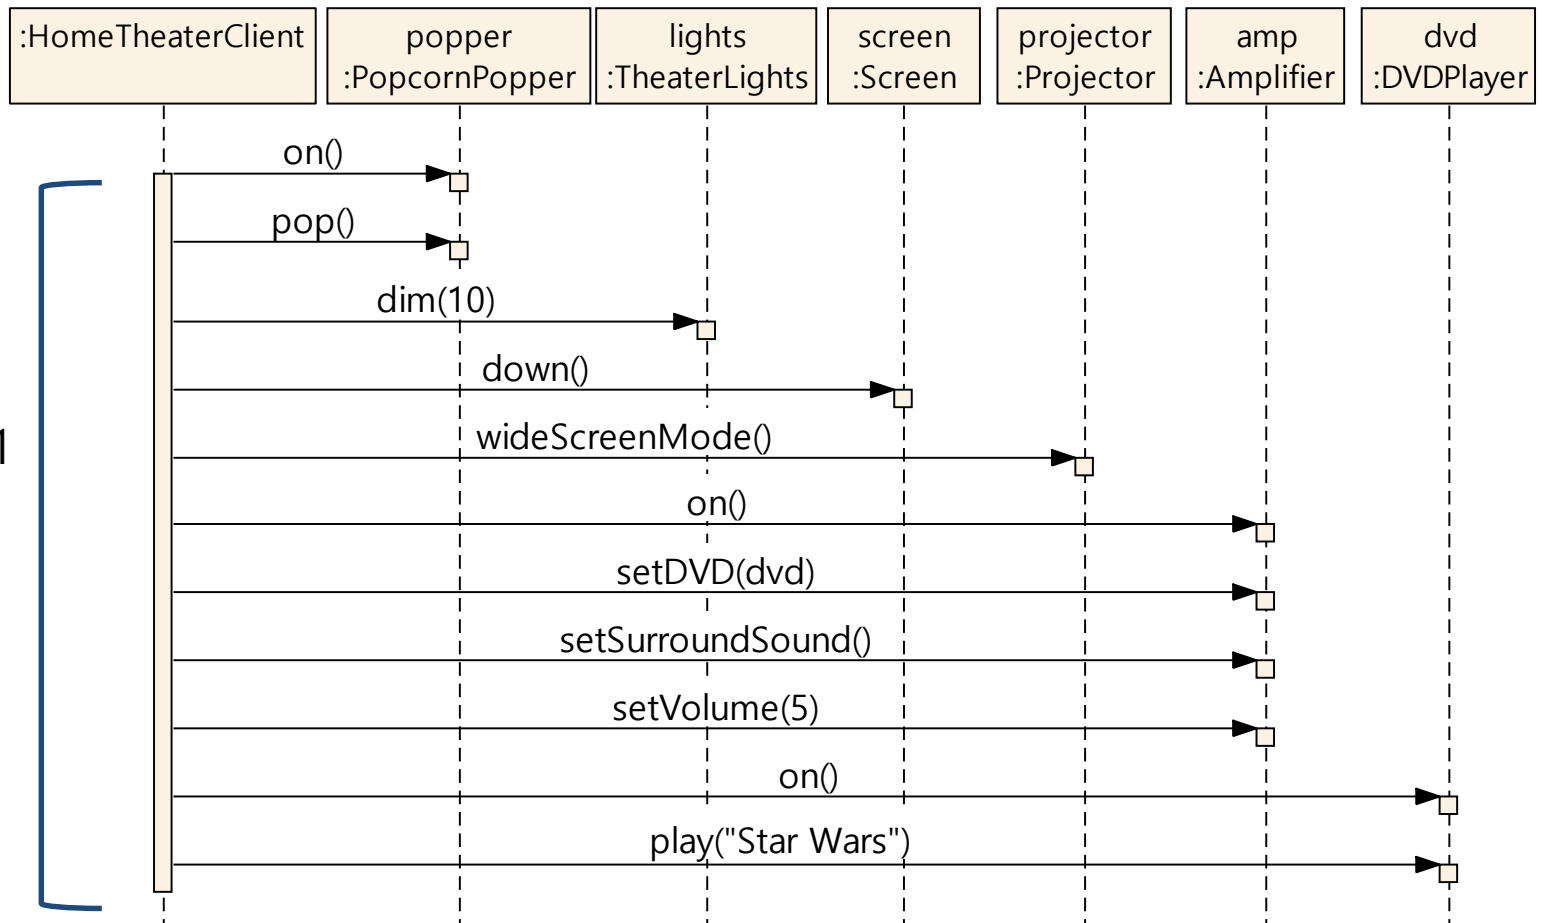 :HomeTheaterClient
popper
:PopcornPopper
lights
:TheaterLights
screen
:Screen
projector
:Projector
amp
:Amplifier
dvd
:DVDPlayer
on()
pop()
dim(10)
down()
wideScreenMode()
1
on()
setDVD(dvd)
setSurroundSound()
setVolume(5)
on()
play("Star Wars")